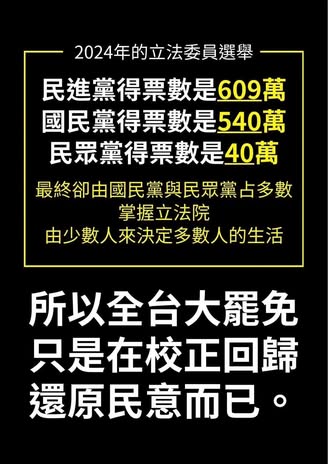 2024年的立法委員選舉
民進黨得票數是609萬
國民黨得票數是540萬
民眾黨得票數是40萬
最終卻由國民黨與民眾黨占多數
掌握立法院
由少數人來決定多數人的生活
所以全台大罷免
只是在校正回歸
還原民意而已。